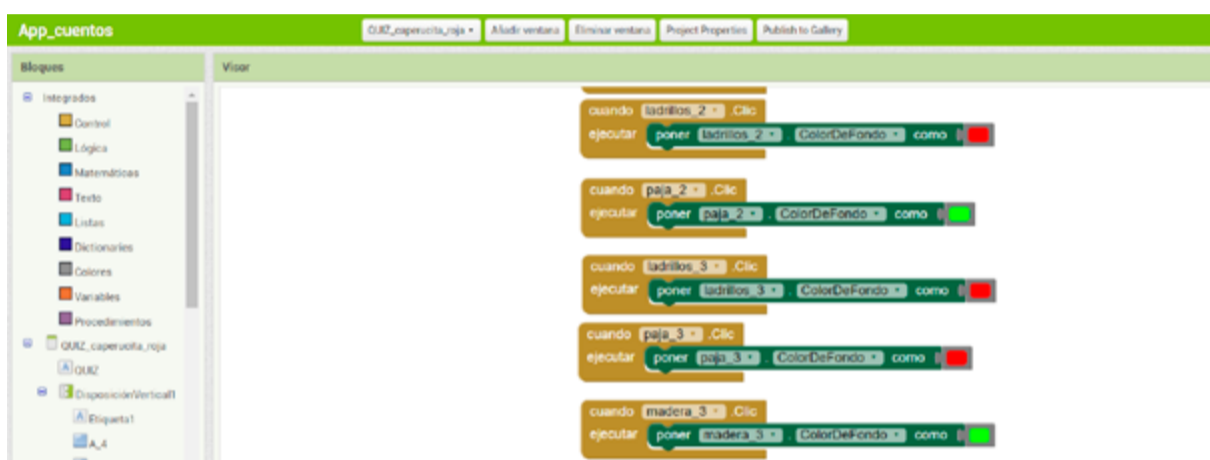 App_cuentos
QUIZ_caperucita_roja
Añadir ventana
Eliminar ventana
Project Properties
Publish to Gallery
Bloques
Visor
Integrados
Control
Lógica
Matemáticas
Texto
Listas
Dictionaries
Colores
Variables
Procedimientos
QUIZ_caperucita_roja
QUIZ
DisposiciónVertical1
Etiqueta1
A_4
cuando ladrillos_2 .Clic
ejecutar poner ladrillos_2 . ColorDeFondo como
cuando paja_2 .Clic
ejecutar poner paja_2 . ColorDeFondo como
cuando ladrillos_3 .Clic
ejecutar poner ladrillos_3 . ColorDeFondo como
cuando paja_3 .Clic
ejecutar poner paja_3 . ColorDeFondo como
cuando madera_3 .Clic
ejecutar poner madera_3 . ColorDeFondo como